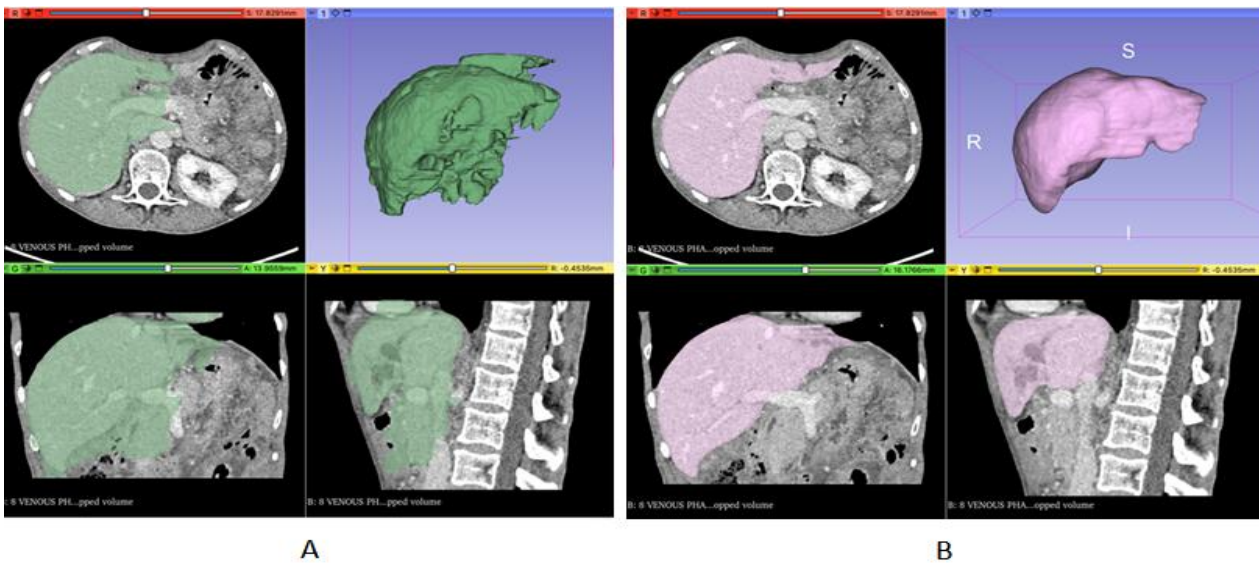 R S: 17.8291mm 1
R S: 17.8291mm 1
S
R
I
8 VENOUS PH...pped volume
B: 8 VENOUS PHA...opped volume
G A: 13.9559mm Y R: -0.4535mm
G A: 16.1766mm Y R: -0.4535mm
: 8 VENOUS PH...pped volume B: 8 VENOUS PH...pped volume
B: 8 VENOUS PHA...opped volume B: 8 VENOUS PHA...opped volume
A B